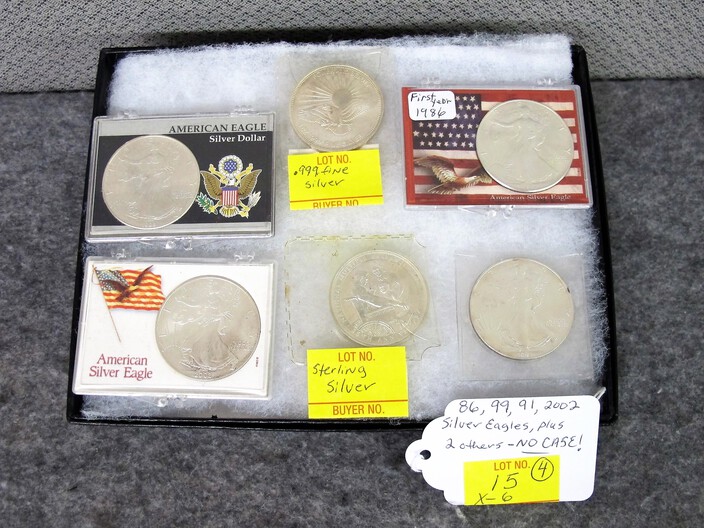 AMERICAN EAGLE
Silver Dollar
LOT NO.
.999 fine
silver
BUYER NO.
First
year
1986
American Silver Eagle
American
Silver Eagle
LOT NO.
Sterling
Silver
BUYER NO.
86, 99, 91, 2002
Silver Eagles, plus
2 others - NO CASE!
LOT NO. 4
15
X-6